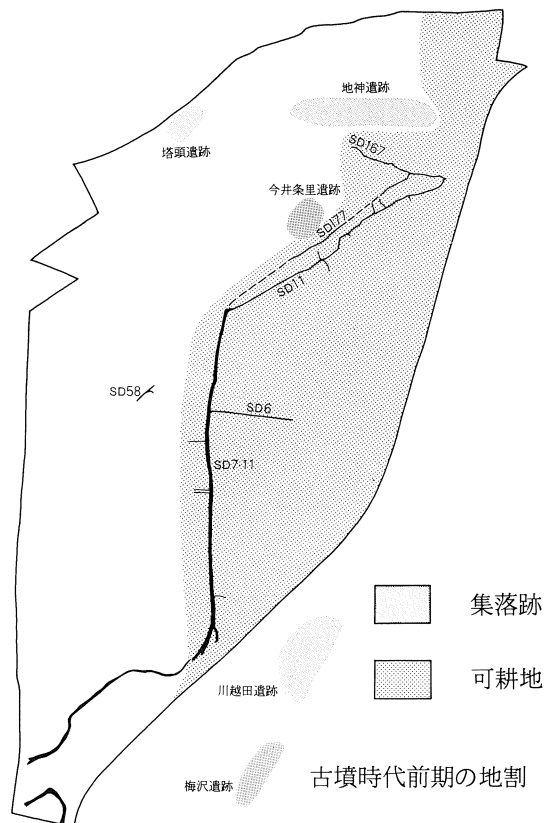 地神遺跡
塔頭遺跡
SD167
今井条里遺跡
SD177
SD11
SD58
SD6
SD7·11
集落跡
可耕地
川越田遺跡
梅沢遺跡
古墳時代前期の地割